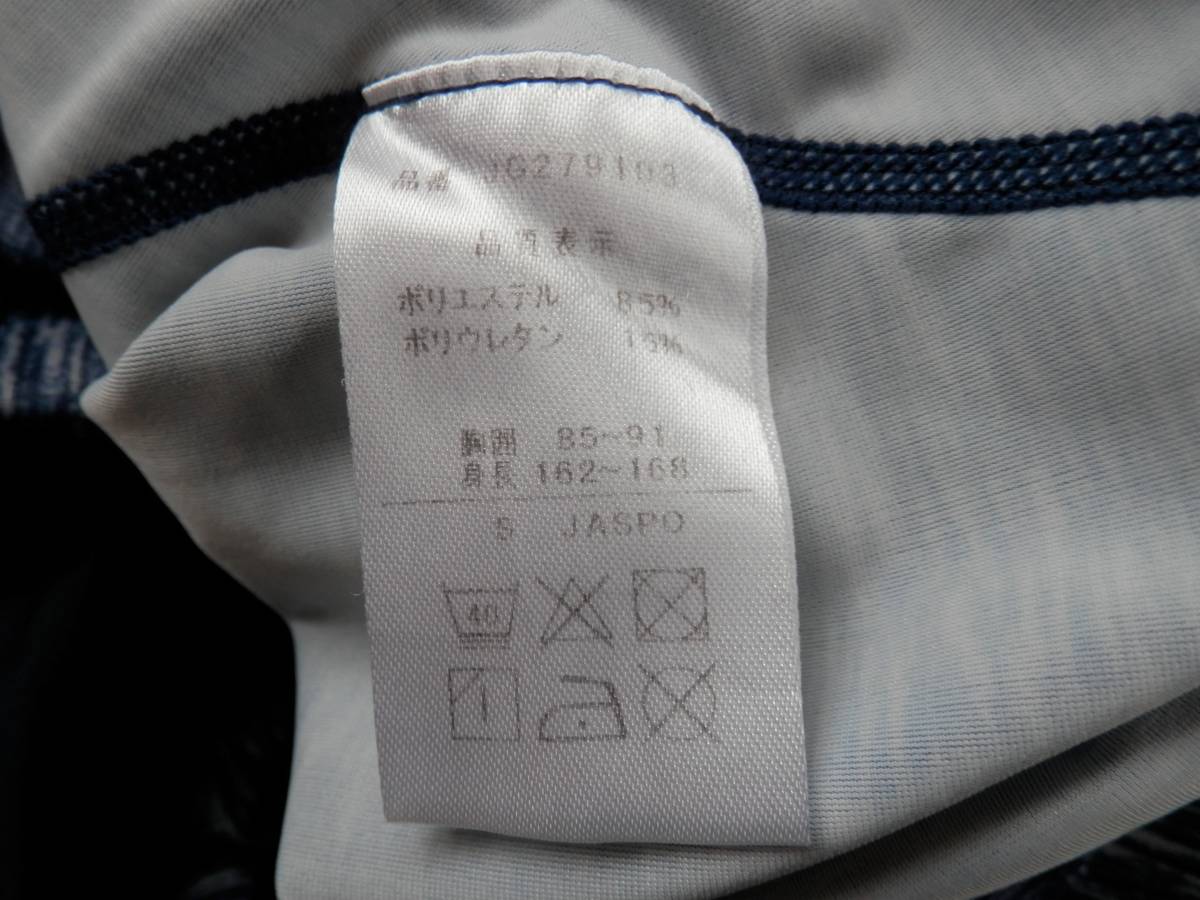 品番 JG279103
品質表示
ポリエステル 85%
ポリウレタン 15%
胸囲 85~91
身長 162~168
S JASPO
40